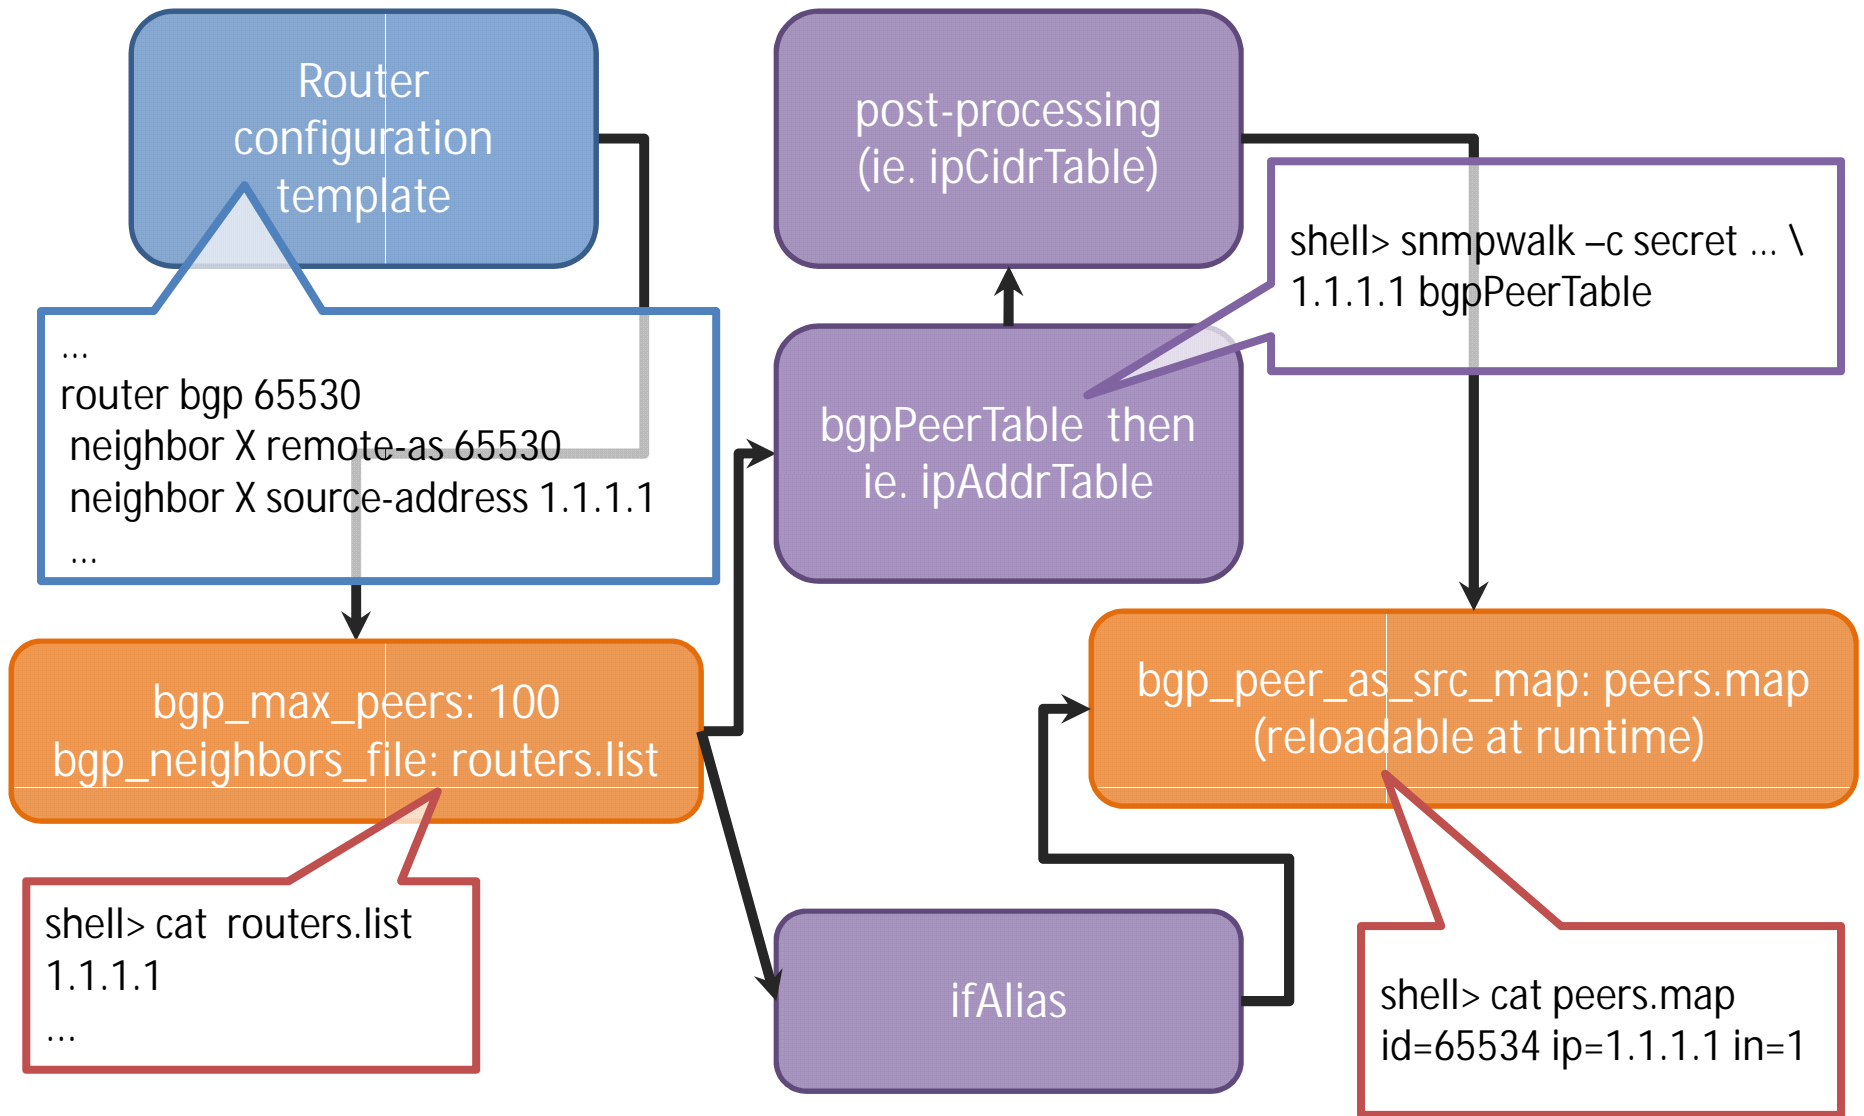 Router
configuration
template
...
router bgp 65530
neighbor X remote-as 65530
neighbor X source-address 1.1.1.1
...
bgp_max_peers: 100
bgp_neighbors_file: routers.list
shell> cat routers.list
1.1.1.1
...
post-processing
(ie. ipCidrTable)
shell> snmpwalk –c secret ... \
1.1.1.1 bgpPeerTable
bgpPeerTable then
ie. ipAddrTable
ifAlias
bgp_peer_as_src_map: peers.map
(reloadable at runtime)
shell> cat peers.map
id=65534 ip=1.1.1.1 in=1